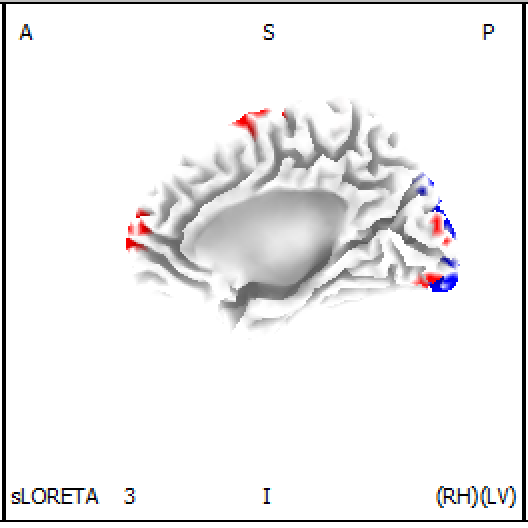 A S P
sLORETA 3 I (RH)(LV)